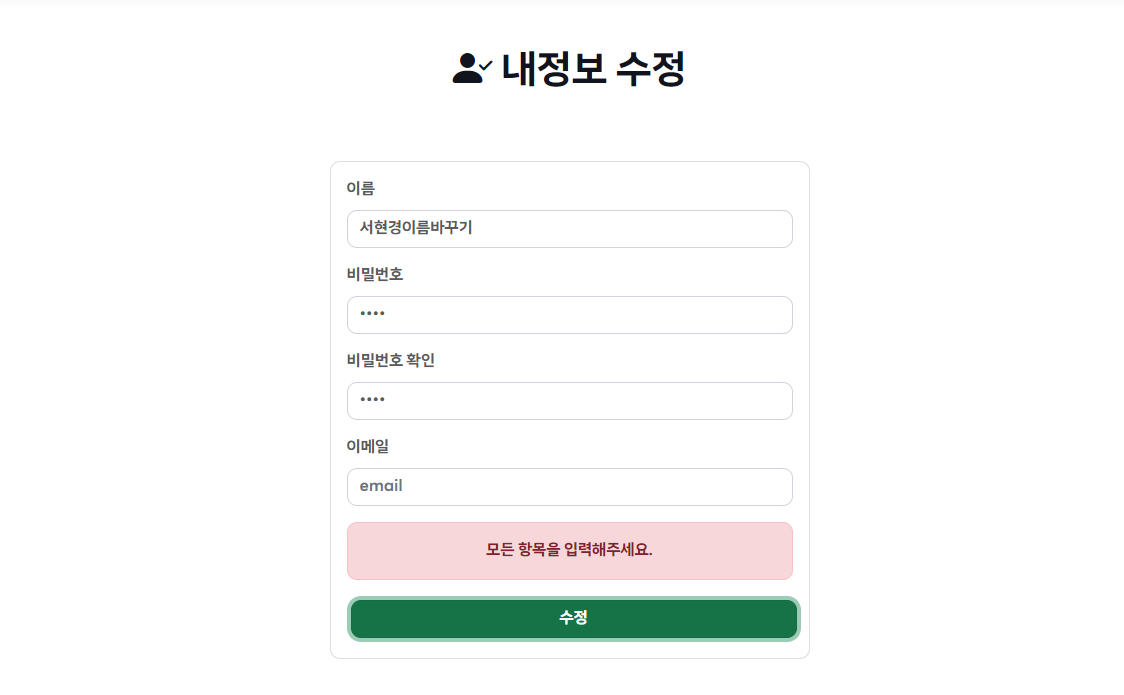 내정보 수정
이름
서현경이름바꾸기
비밀번호
••••
비밀번호 확인
••••
이메일
email
모든 항목을 입력해주세요.
수정